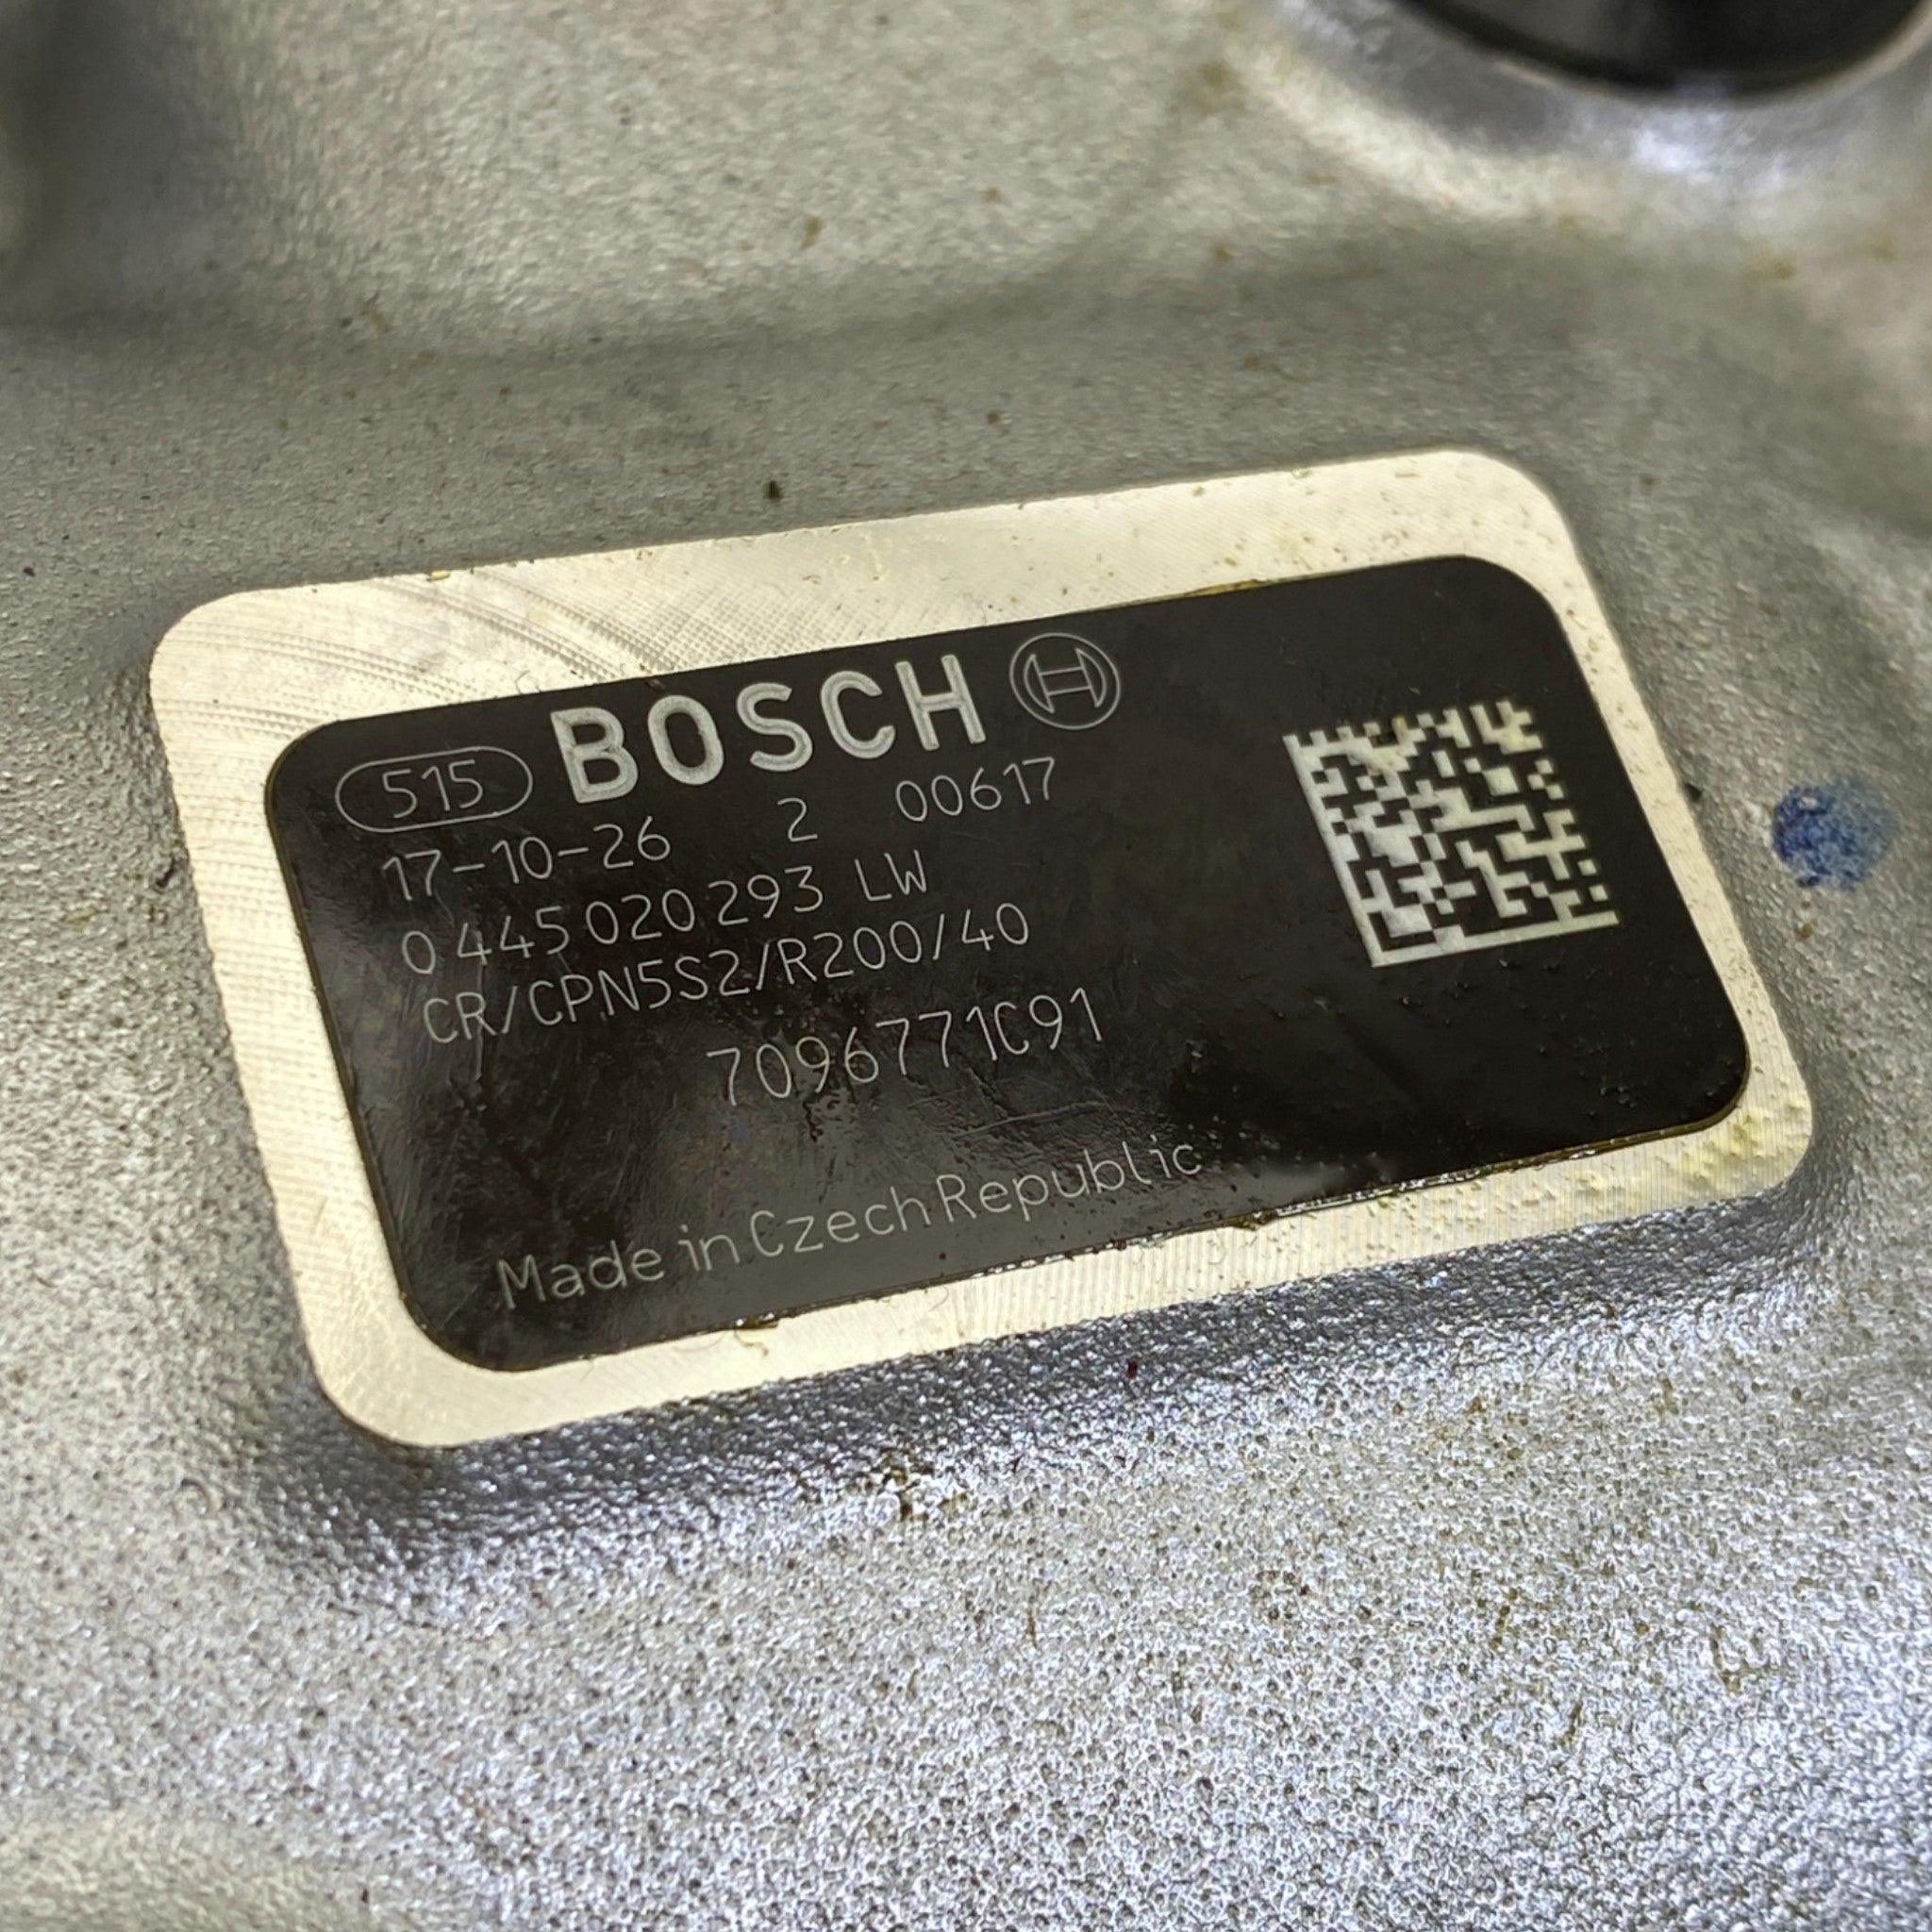 515 BOSCH
17-10-26 2 00617
0 445 020 293 LW
CR/CPN5S2/R200/40
7096771C91
Made in Czech Republic